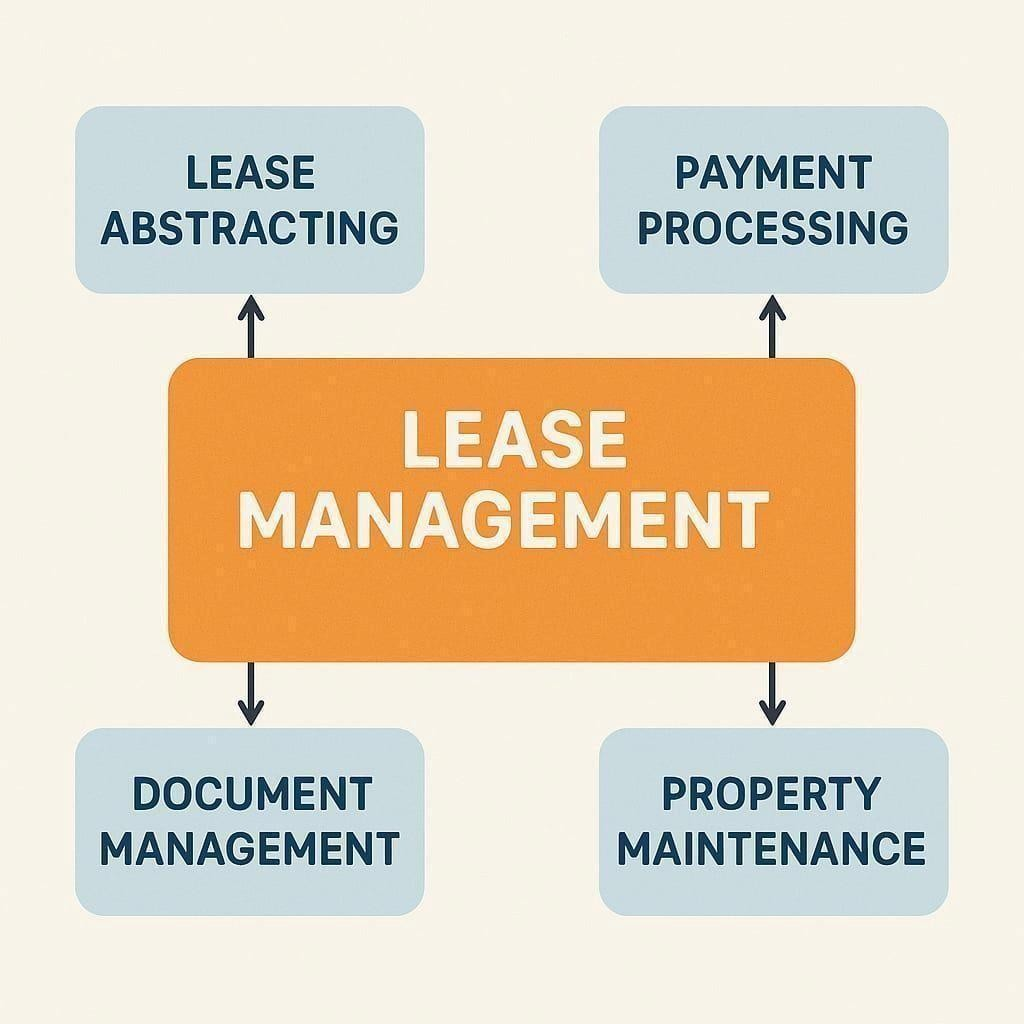 LEASE
ABSTRACTING
PAYMENT
PROCESSING
LEASE
MANAGEMENT
DOCUMENT
MANAGEMENT
PROPERTY
MAINTENANCE